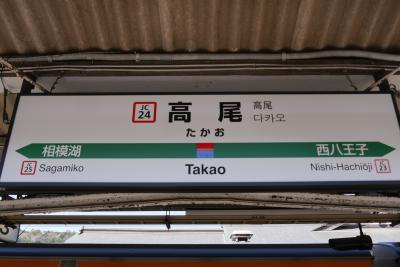 JC
24
高尾
高尾
다카오
たかお
相模湖
西八王子
JC
25
Sagamiko
Takao
Nishi-Hachiōji
JC
23
3